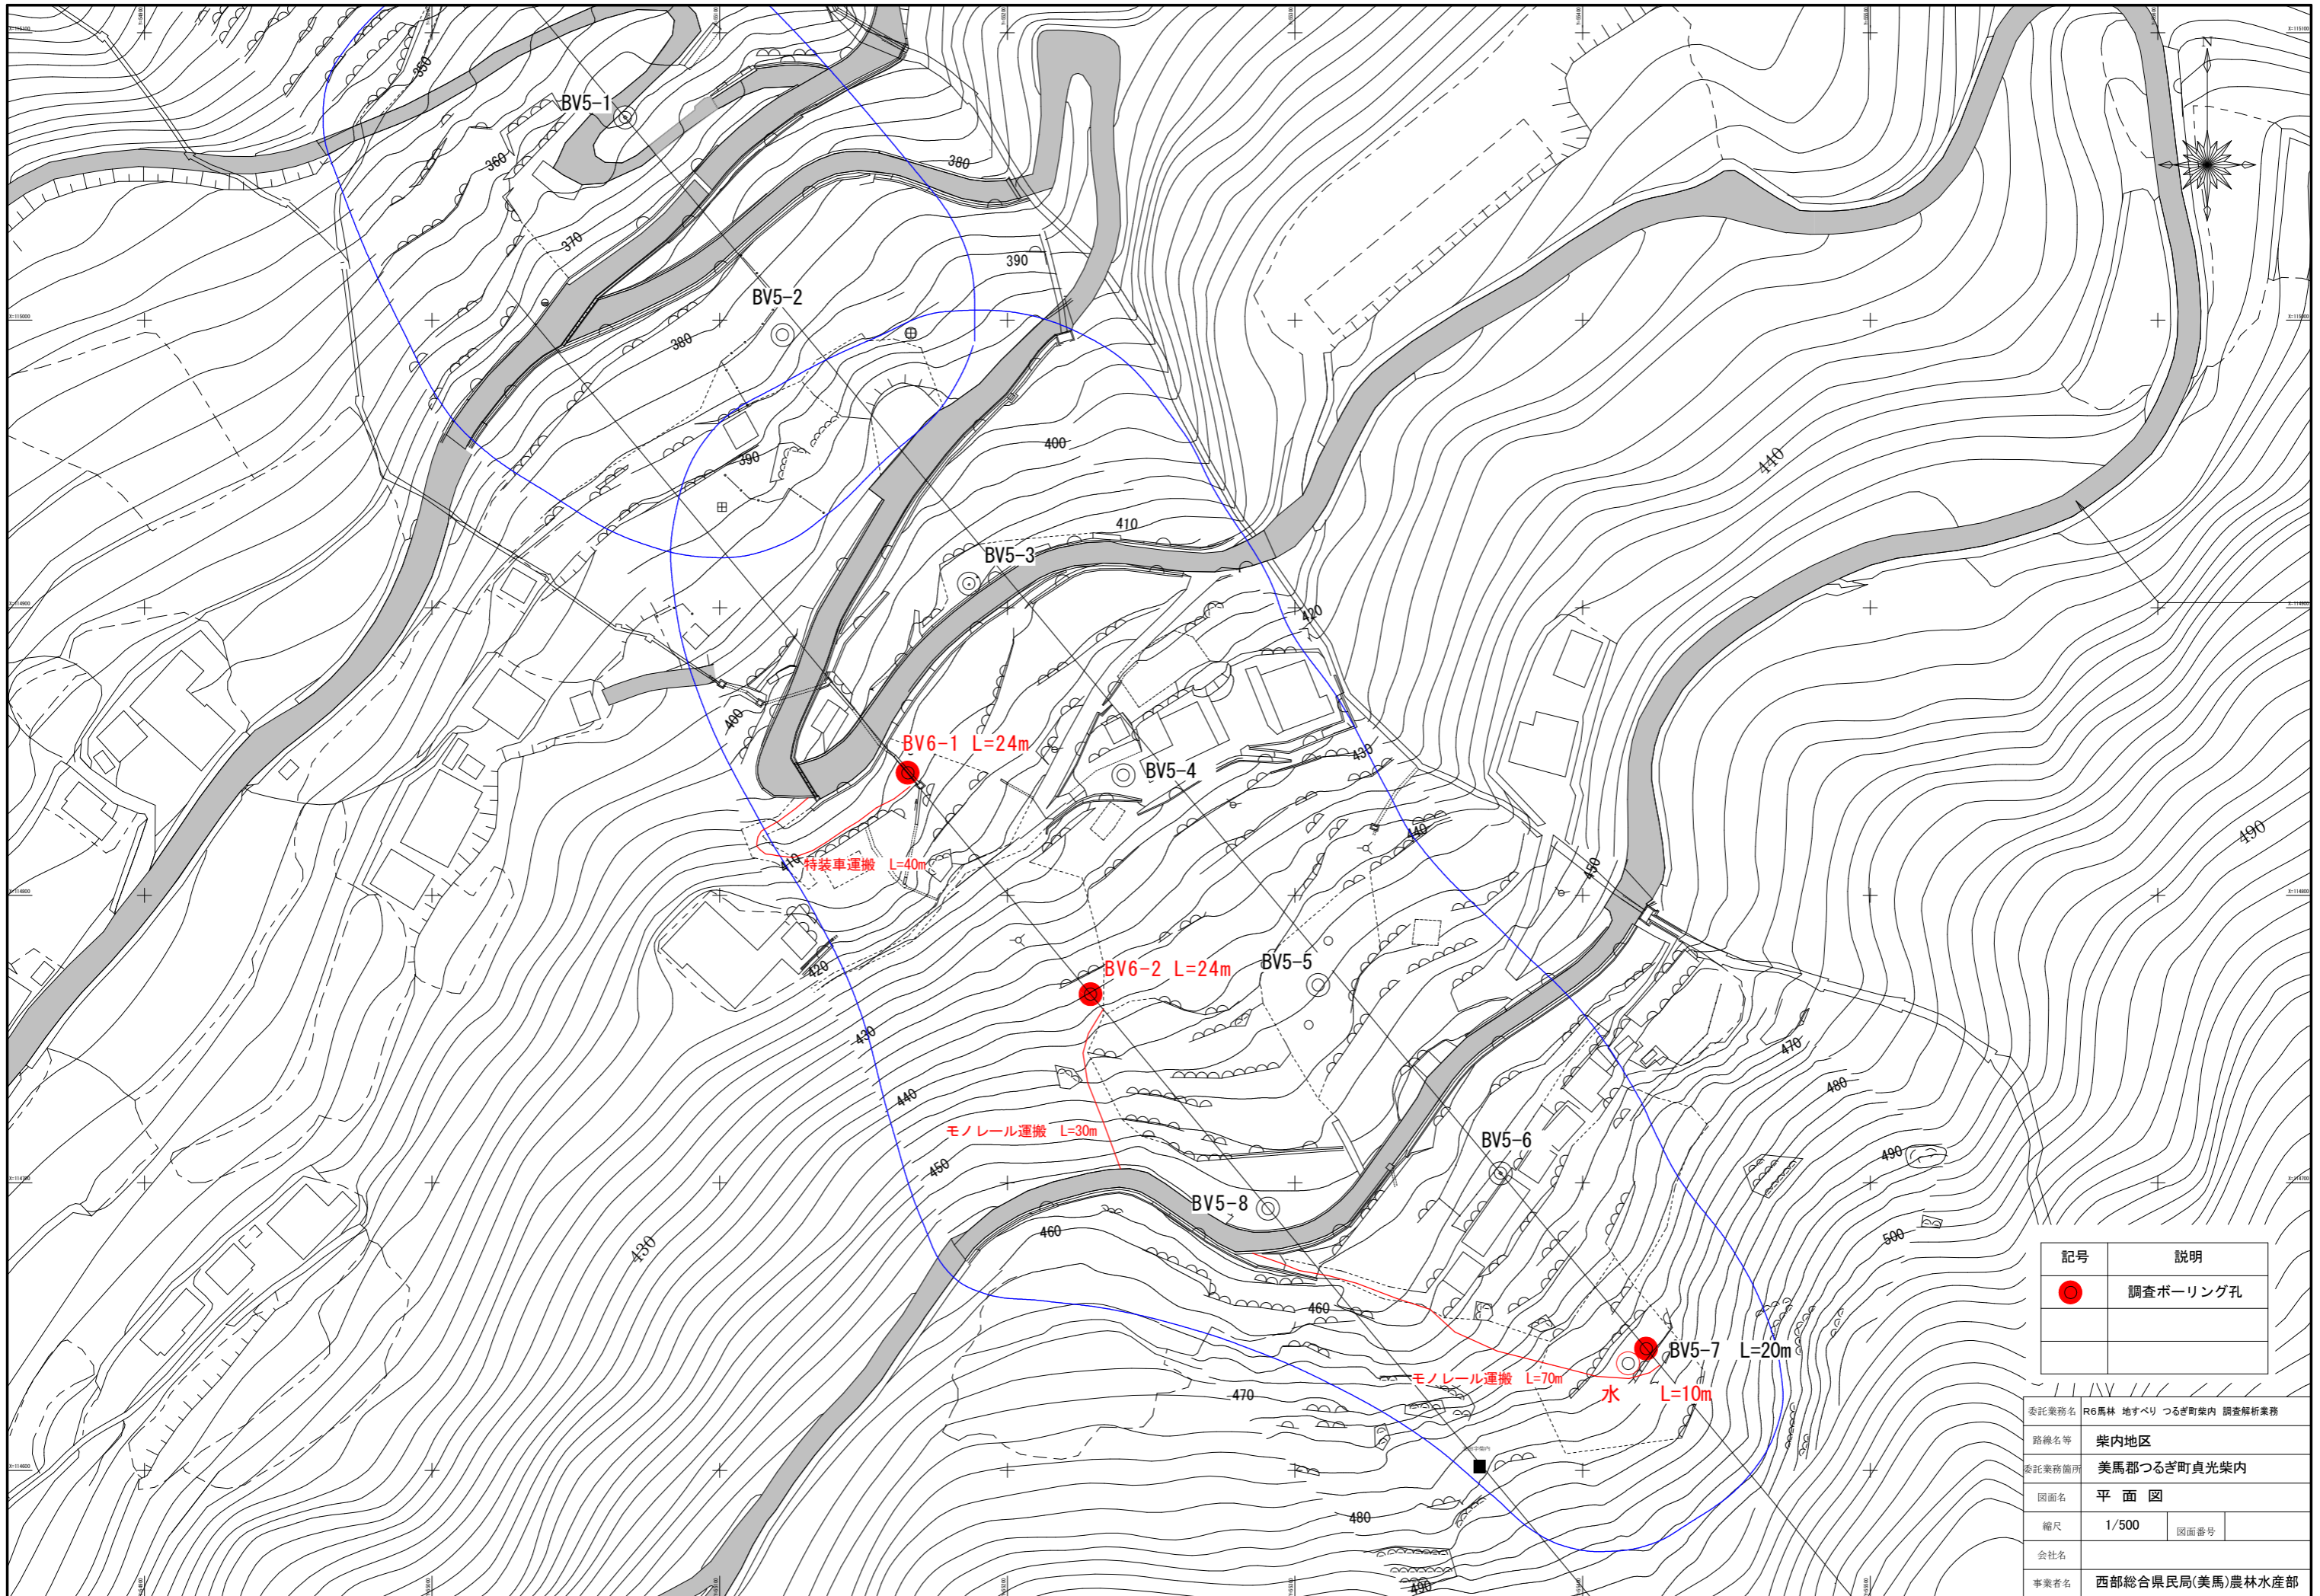 N
350
BV5-1
360
380
370
390
BV5-2
380
400
390
440
410
BV5-3
420
400
430
BV6-1 L=24m
BV5-4
440
490
410
特装車運搬 L=40m
450
BV5-5
BV6-2 L=24m
420
430
470
480
440
モノレール運搬 L=30m
BV5-6
490
450
BV5-8
460
500
430
460
BV5-7 L=20m
モノレール運搬 L=70m
水 L=10m
470
480
490
記号 説明
調査ボーリング孔
委託業務名 R6馬林 地すべり つるぎ町柴内 調査解析業務
路線名等 柴内地区
委託業務箇所 美馬郡つるぎ町貞光柴内
図面名 平 面 図
縮尺 1/500 図面番号
会社名
事業者名 西部総合県民局(美馬)農林水産部